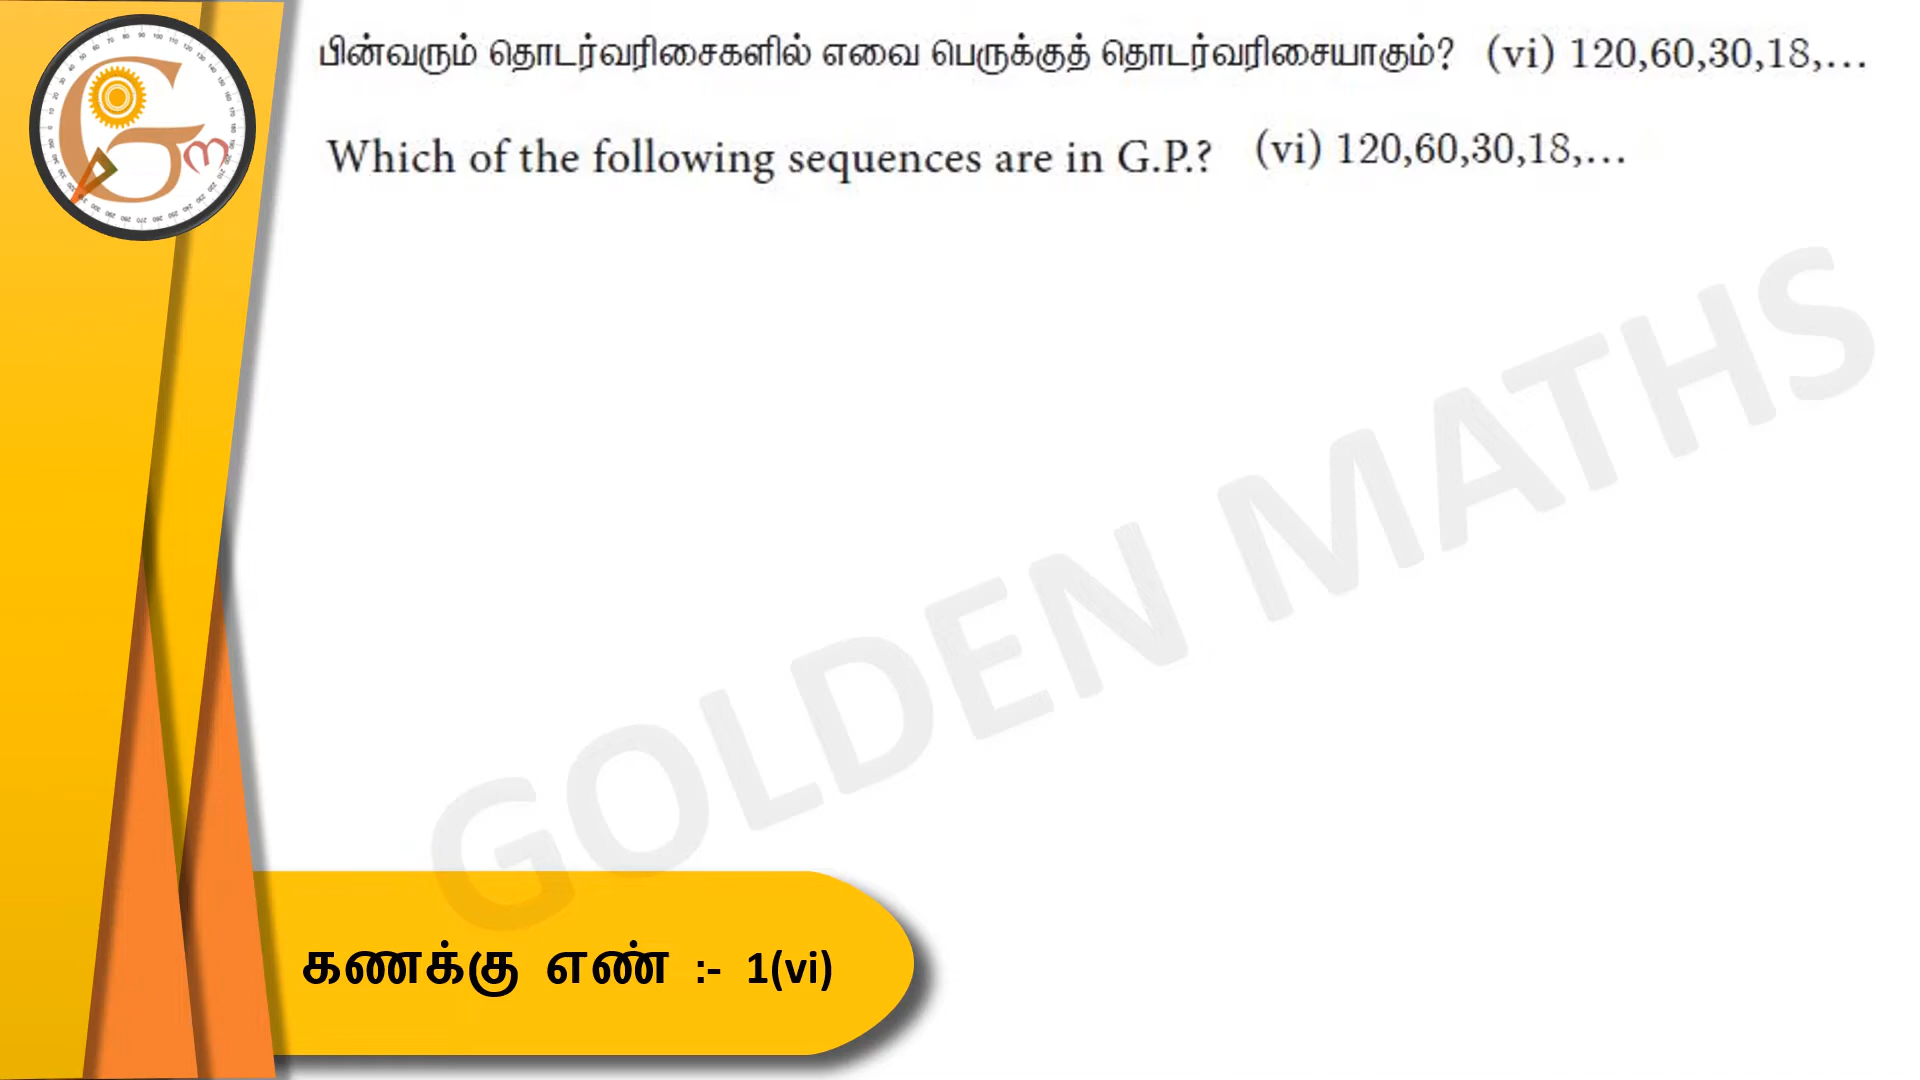 பின்வரும் தொடர்வரிசைகளில் எவை பெருக்குத் தொடர்வரிசையாகும்? (vi) 120,60,30,18,...
Which of the following sequences are in G.P.? (vi) 120,60,30,18,...
GOLDEN MATHS
கணக்கு எண் :- 1(vi)